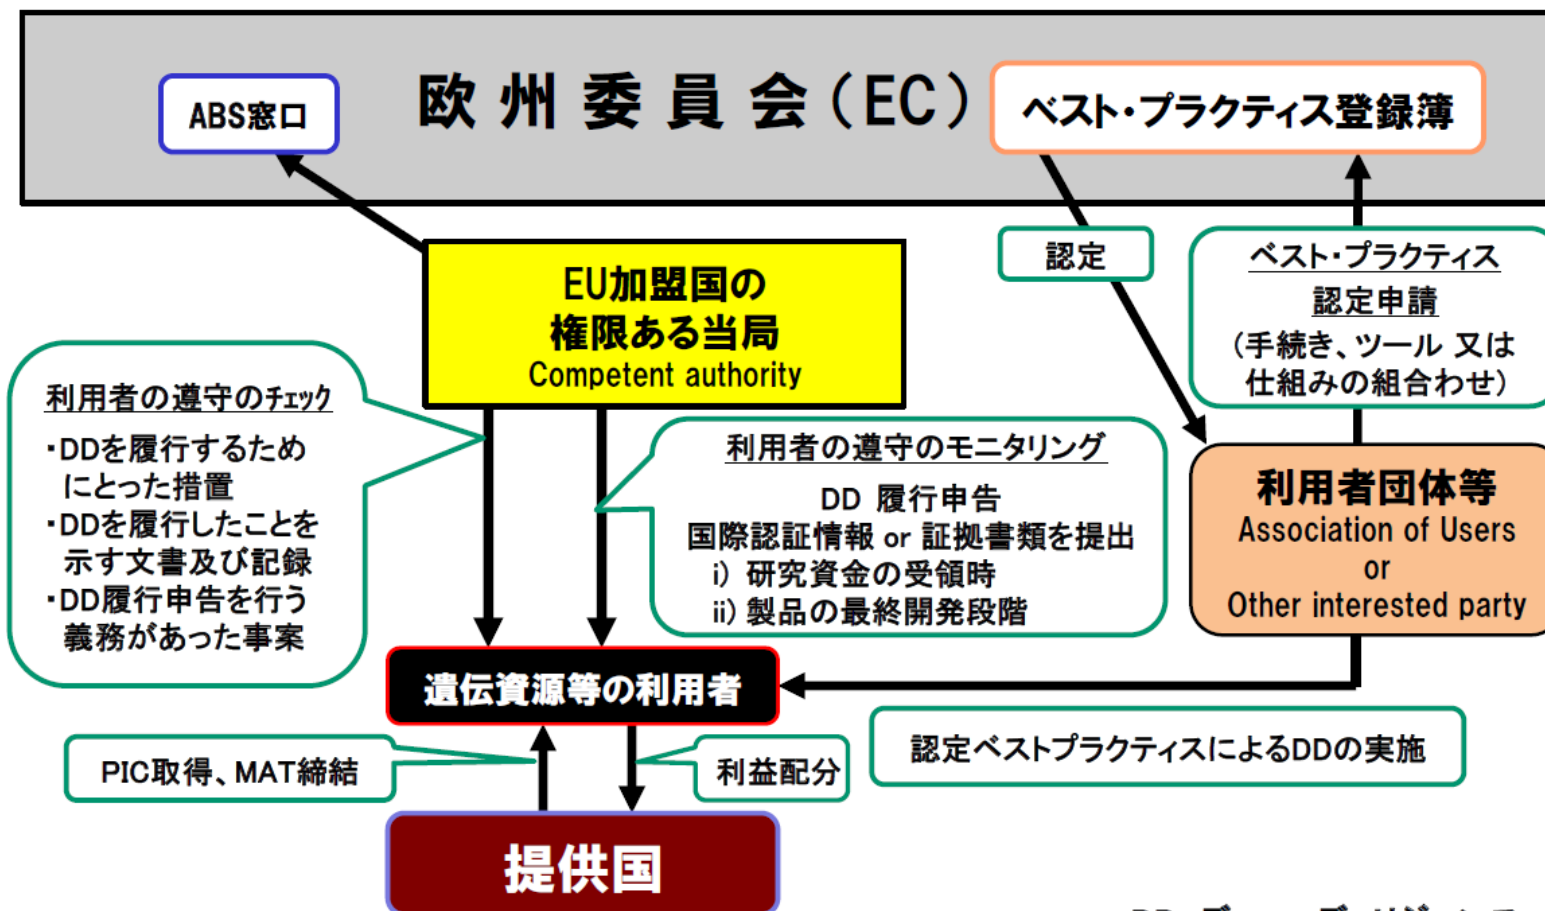 欧州委員会(EC)
ABS窓口
ベスト・プラクティス登録簿
認定
ベスト・プラクティス
認定申請
(手続き、ツール 又は
仕組みの組合わせ)
EU加盟国の
権限ある当局
Competent authority
利用者の遵守のチェック
・DDを履行するため
にとった措置
・DDを履行したことを
示す文書及び記録
・DD履行申告を行う
義務があった事案
利用者の遵守のモニタリング
DD 履行申告
国際認証情報 or 証拠書類を提出
i) 研究資金の受領時
ii) 製品の最終開発段階
利用者団体等
Association of Users
or
Other interested party
遺伝資源等の利用者
PIC取得、MAT締結
利益配分
認定ベストプラクティスによるDDの実施
提供国